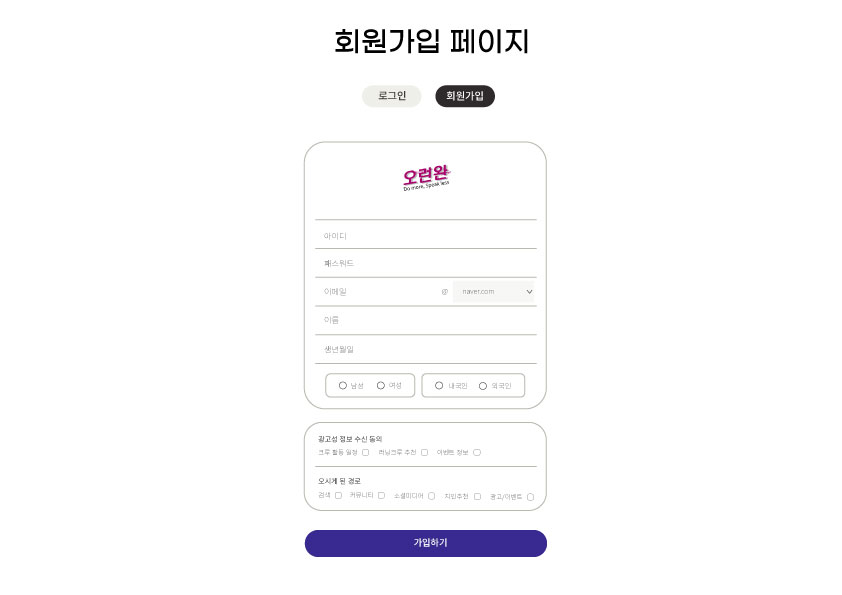 회원가입 페이지
로그인 회원가입
오런완
Do more, Speak less
아이디
패스워드
이메일 @ naver.com
이름
생년월일
남성 여성 내국인 외국인
광고성 정보 수신 동의
크루 활동 일정 러닝크루 추천 이벤트 정보
오시게 된 경로
검색 커뮤니티 소셜미디어 지인추천 광고/이벤트
가입하기